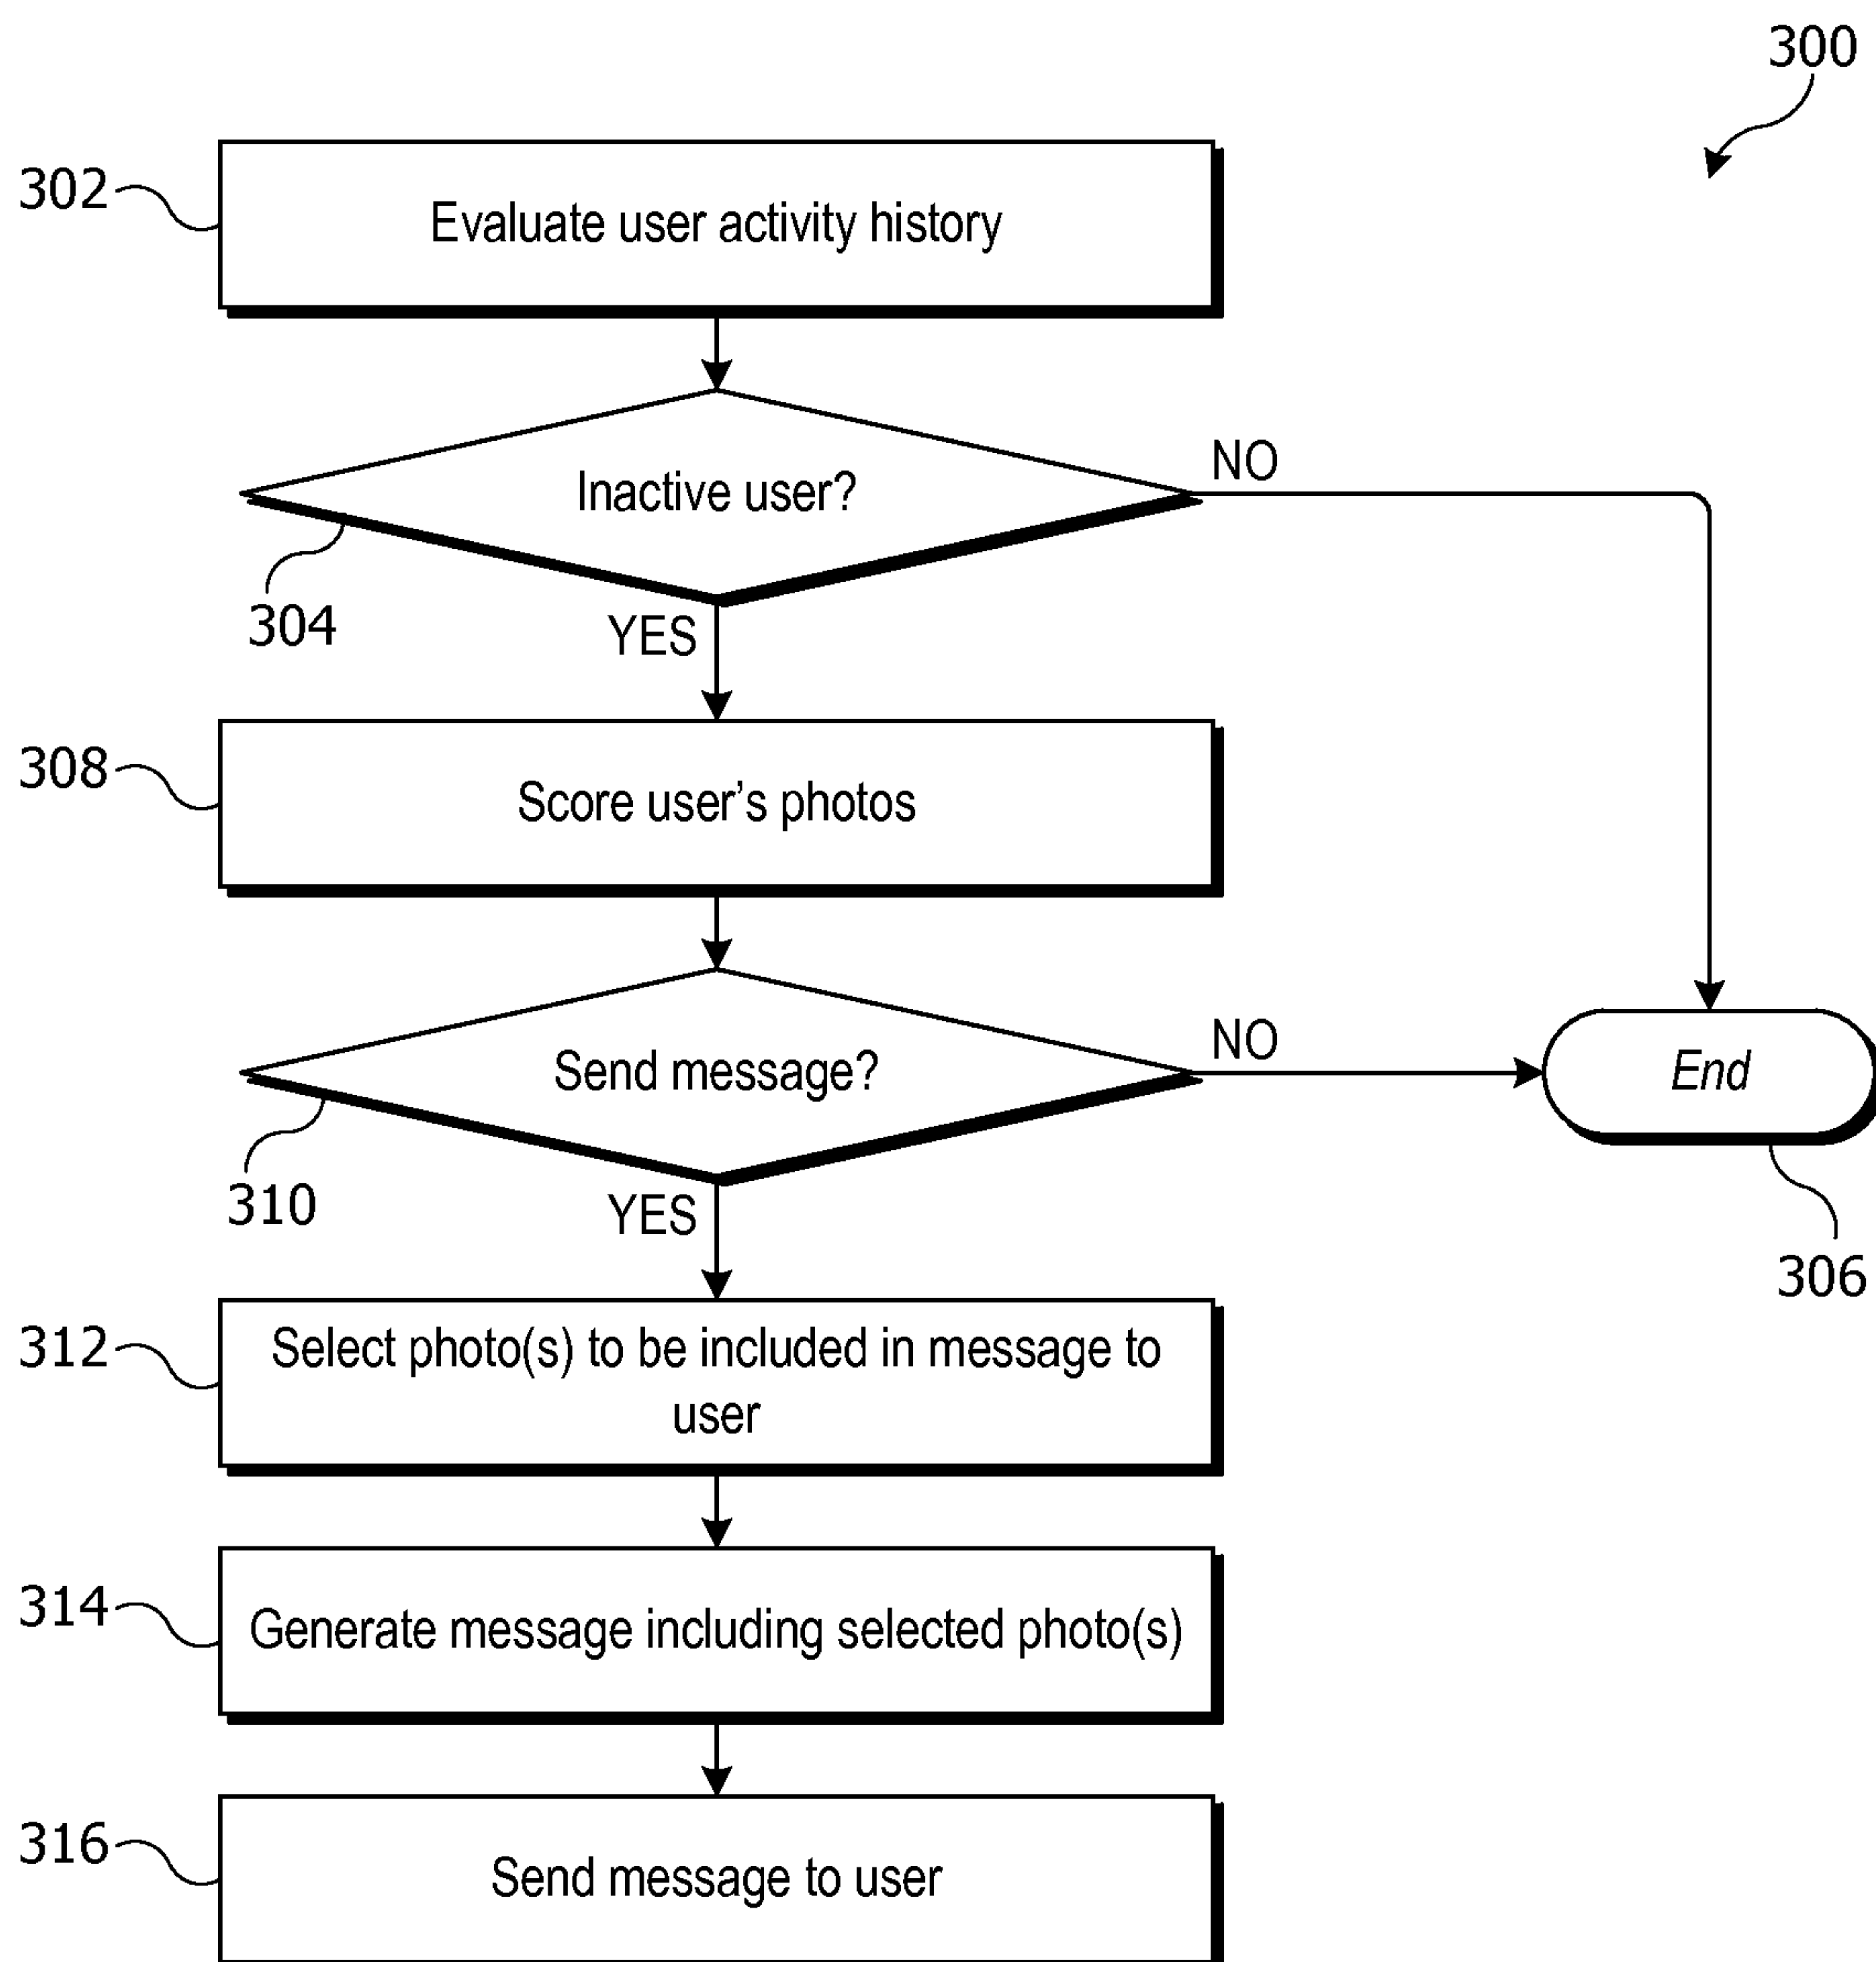 300
302
Evaluate user activity history
Inactive user?
NO
304
YES
308
Score user’s photos
Send message?
NO
End
310
YES
306
312
Select photo(s) to be included in message to
user
314
Generate message including selected photo(s)
316
Send message to user